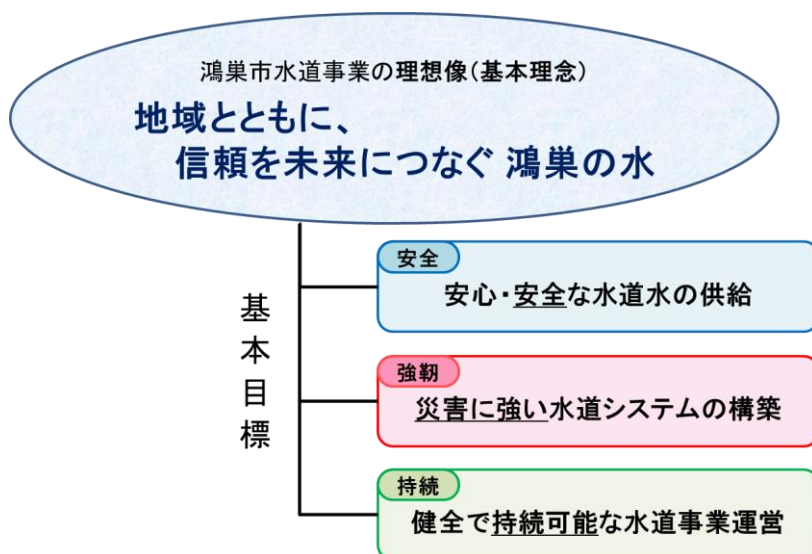 鴻巣市水道事業の理想像（基本理念）
地域とともに、
信頼を未来につなぐ 鴻巣の水
基本目標
安全
安心・安全な水道水の供給
強靭
災害に強い水道システムの構築
持続
健全で持続可能な水道事業運営